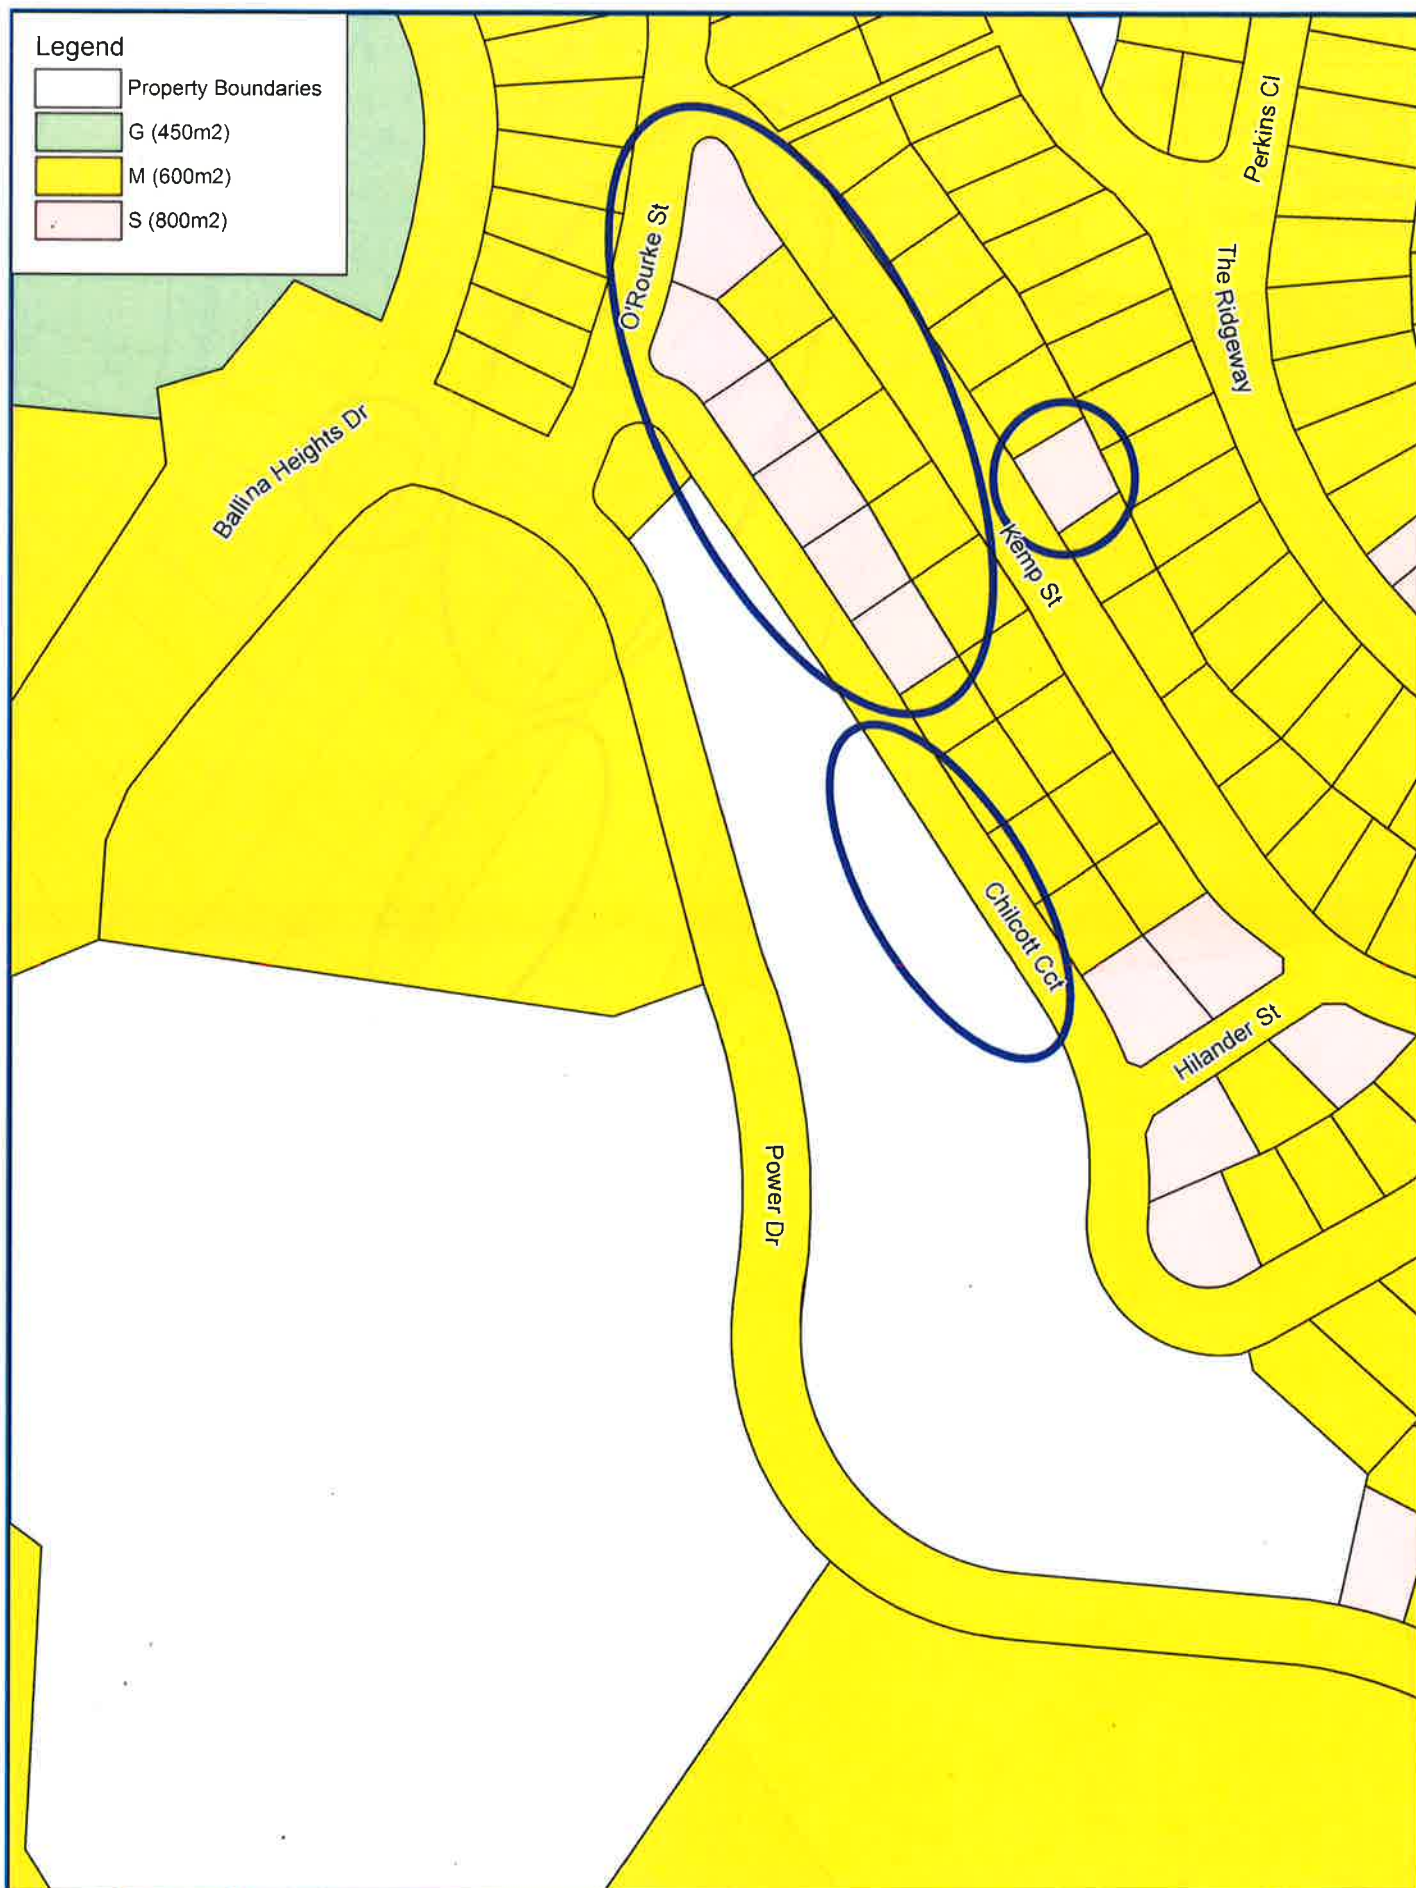 Legend
Property Boundaries
G (450m2)
M (600m2)
S (800m2)
Perkins Cl
O'Rourke St
The Ridgeway
Ballina Heights Dr
Kemp St
Chilcott Cct
Hilander St
Power Dr